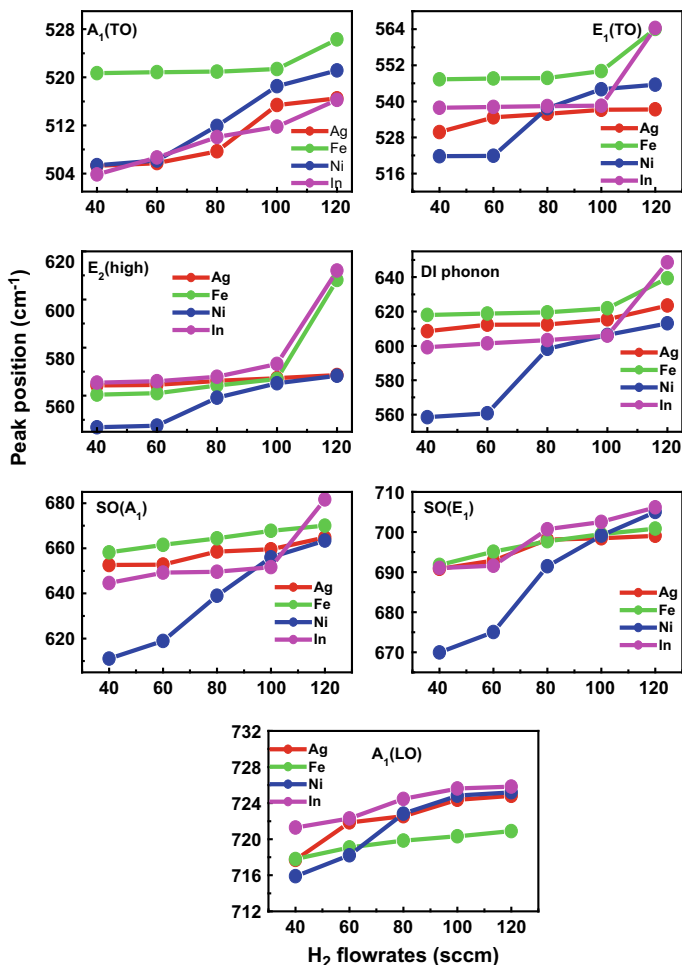 A1(TO)
528
520
512
504
40 60 80 100 120
Ag
Fe
Ni
In
E1(TO)
564
552
540
528
516
40 60 80 100 120
Ag
Fe
Ni
In
E2(high)
620
600
580
560
40 60 80 100 120
Ag
Fe
Ni
In
DI phonon
640
620
600
580
560
40 60 80 100 120
Ag
Fe
Ni
In
SO(A1)
680
660
640
620
40 60 80 100 120
Ag
Fe
Ni
In
SO(E1)
710
700
690
680
670
40 60 80 100 120
Ag
Fe
Ni
In
A1(LO)
732
728
724
720
716
712
40 60 80 100 120
Ag
Fe
Ni
In
Peak position (cm-1)
H2 flowrates (sccm)